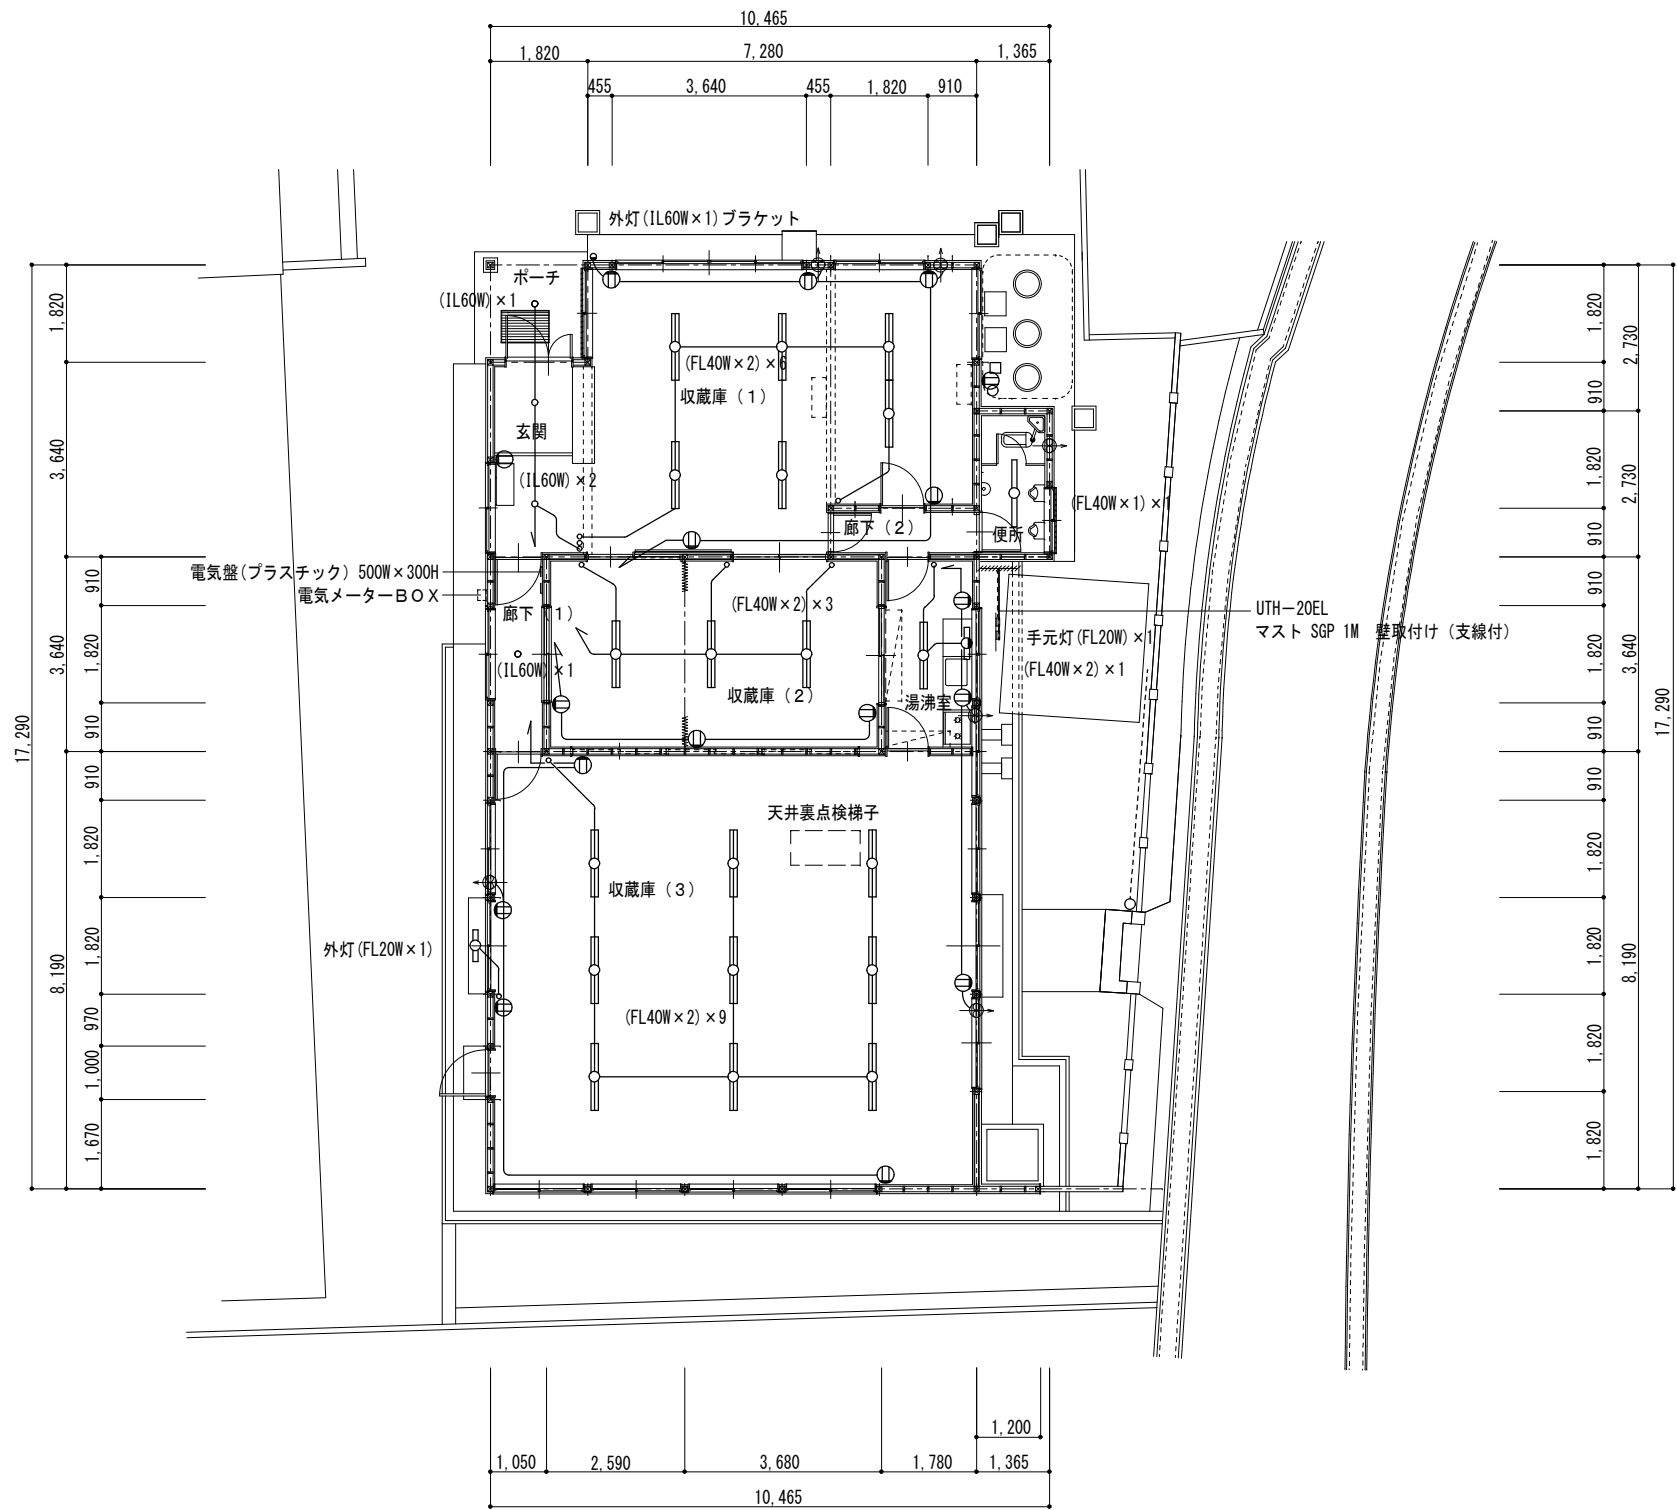 10,465
1,820 7,280 1,365
455 3,640 455 1,820 910
外灯(IL60W×1)ブラケット
ポーチ
(IL60W)×1
(FL40W×2)×6
収蔵庫（1）
玄関
(IL60W)×2
(FL40W×1)×1
廊下（2）
便所
電気盤(プラスチック) 500W×300H
電気メーターBOX
廊下（1）
(FL40W×2)×3
UTH−20EL
マスト SGP 1M 壁取付け（支線付）
手元灯(FL20W)×1
(FL40W×2)×1
(IL60W)×1
収蔵庫（2）
湯沸室
天井裏点検梯子
収蔵庫（3）
外灯(FL20W×1)
(FL40W×2)×9
17,290
1,820
3,640
3,640
8,190
910
1,820
910
910
1,820
1,820
970
1,000
1,670
1,820
910
1,820
910
910
1,820
910
910
1,820
1,820
1,820
1,820
2,730
2,730
3,640
8,190
17,290
1,200
1,050 2,590 3,680 1,780 1,365
10,465